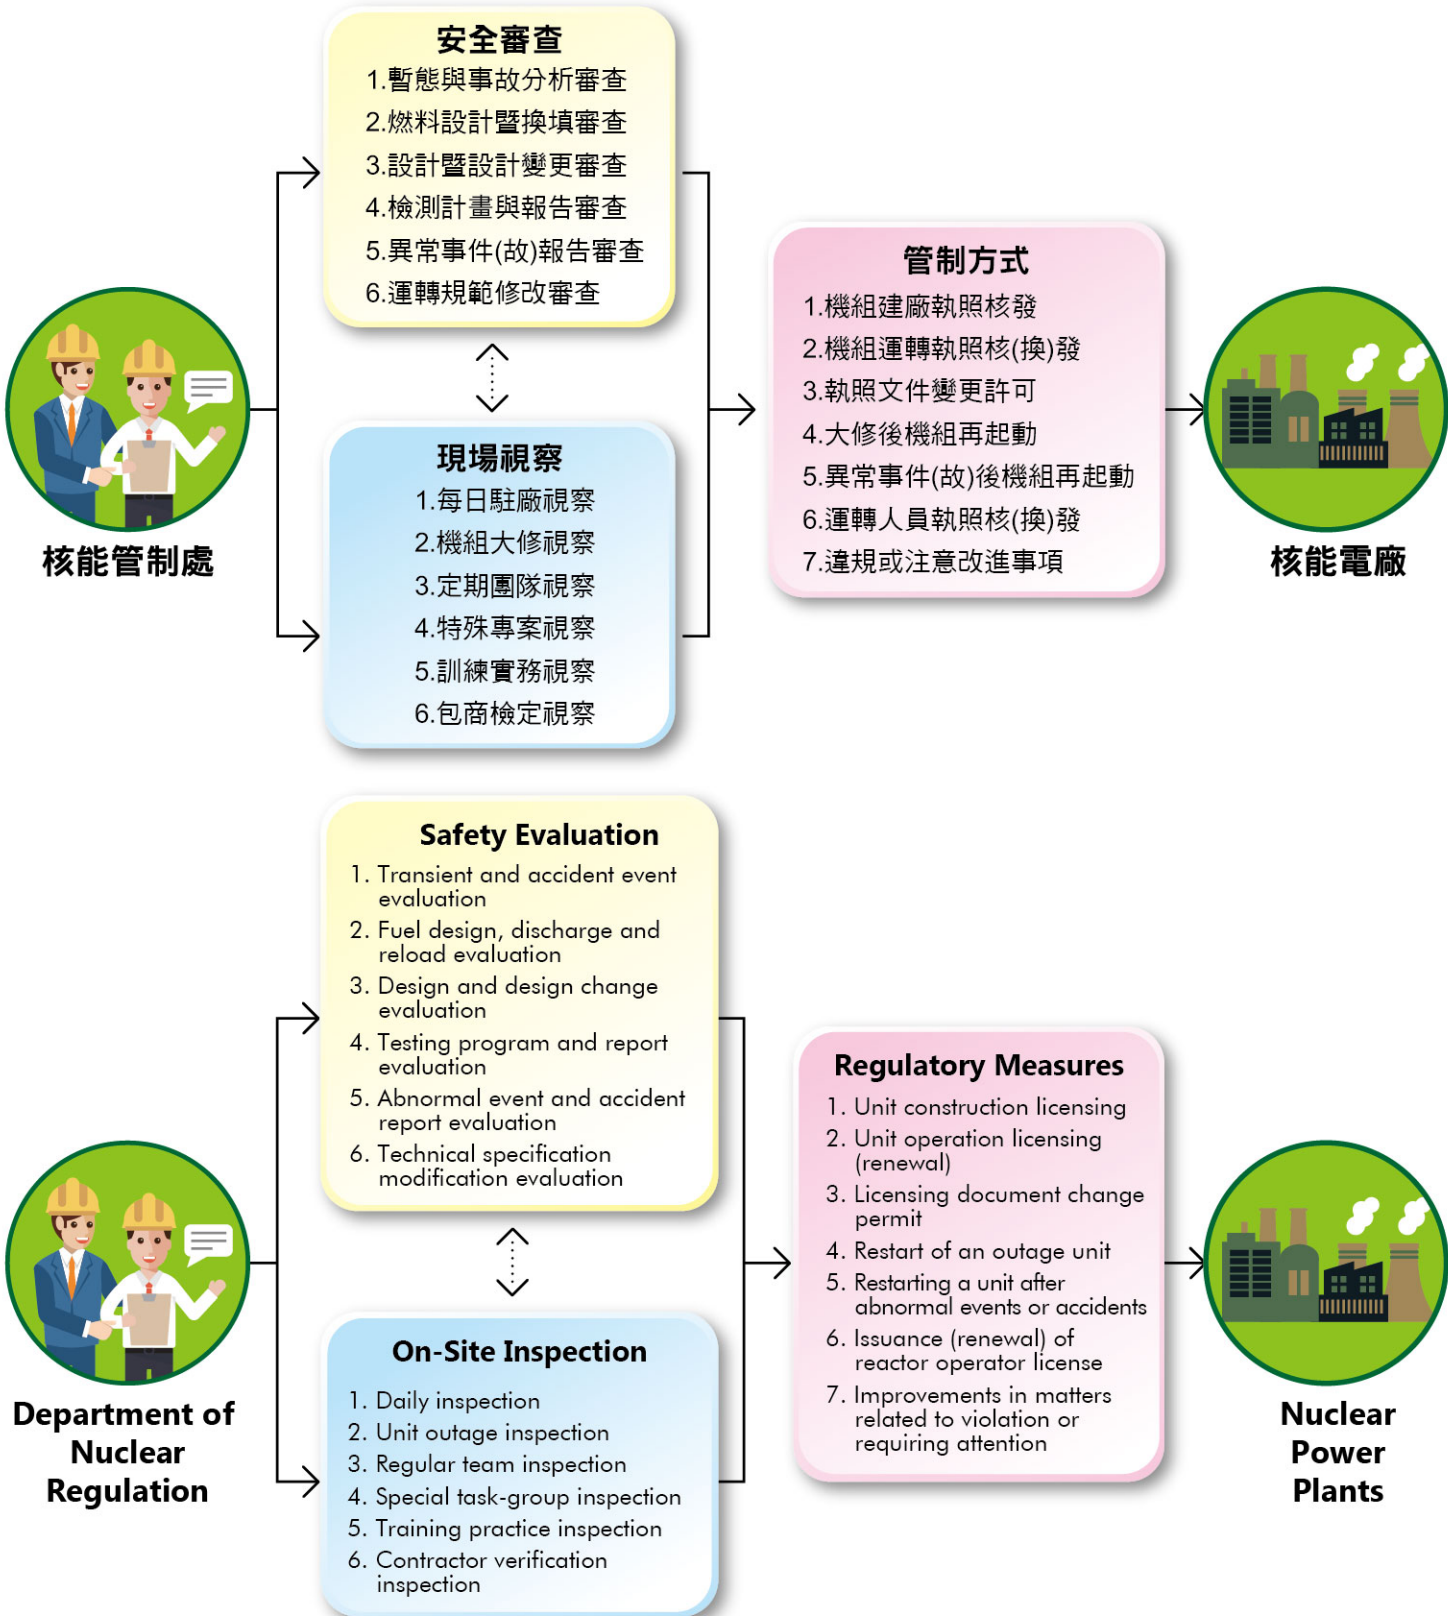 安全審查
1.暫態與事故分析審查
2.燃料設計暨換填審查
3.設計暨設計變更審查
4.檢測計畫與報告審查
5.異常事件(故)報告審查
6.運轉規範修改審查
核能管制處
現場視察
1.每日駐廠視察
2.機組大修視察
3.定期團隊視察
4.特殊專案視察
5.訓練實務視察
6.包商檢定視察
管制方式
1.機組建廠執照核發
2.機組運轉執照核(換)發
3.執照文件變更許可
4.大修後機組再起動
5.異常事件(故)後機組再起動
6.運轉人員執照核(換)發
7.違規或注意改進事項
核能電廠
Safety Evaluation
1. Transient and accident event
evaluation
2. Fuel design, discharge and
reload evaluation
3. Design and design change
evaluation
4. Testing program and report
evaluation
5. Abnormal event and accident
report evaluation
6. Technical specification
modification evaluation
Department of
Nuclear
Regulation
On-Site Inspection
1. Daily inspection
2. Unit outage inspection
3. Regular team inspection
4. Special task-group inspection
5. Training practice inspection
6. Contractor verification
inspection
Regulatory Measures
1. Unit construction licensing
2. Unit operation licensing
(renewal)
3. Licensing document change
permit
4. Restart of an outage unit
5. Restarting a unit after
abnormal events or accidents
6. Issuance (renewal) of
reactor operator license
7. Improvements in matters
related to violation or
requiring attention
Nuclear
Power
Plants